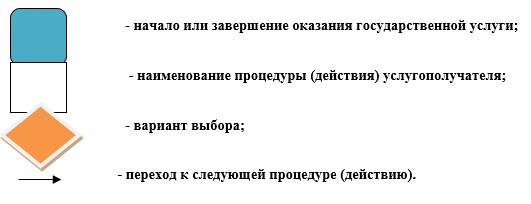 - начало или завершение оказания государственной услуги;
- наименование процедуры (действия) услугополучателя;
- вариант выбора;
- переход к следующей процедуре (действию).